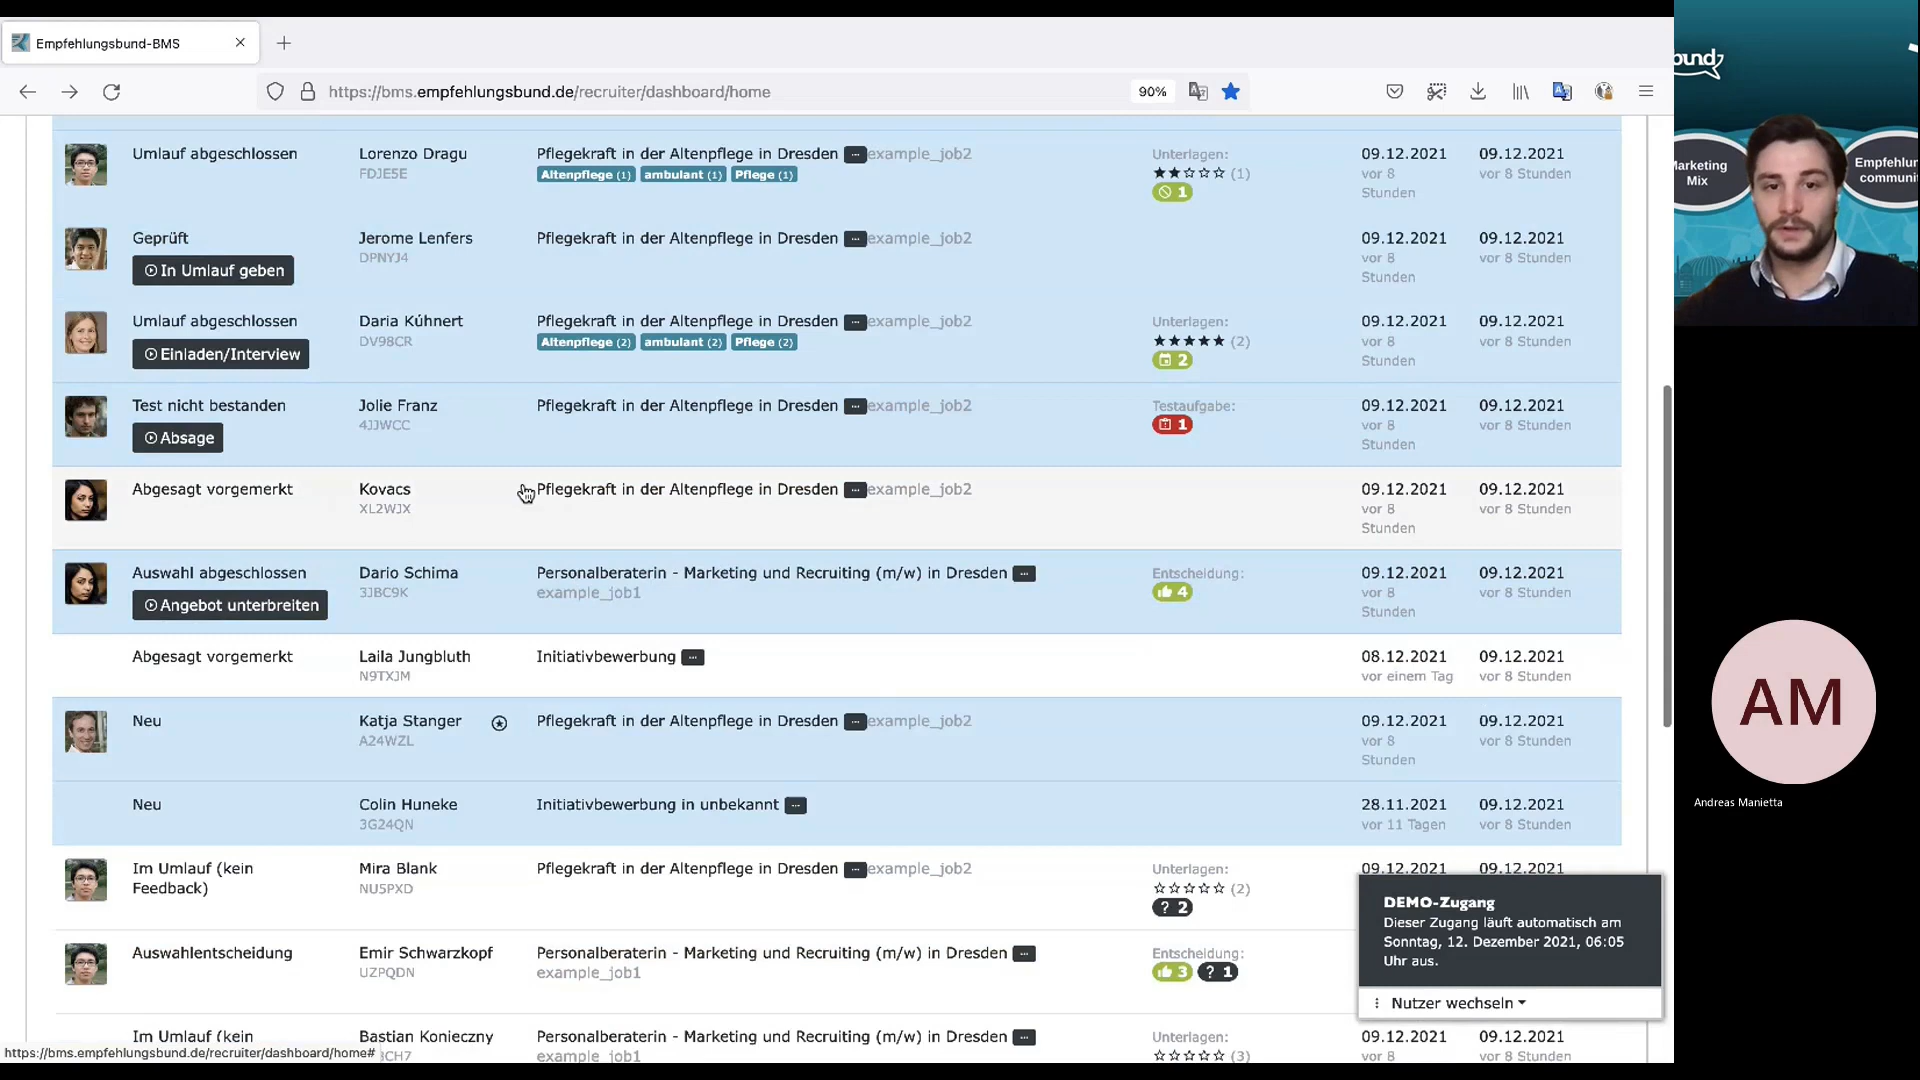 Empfehlungsbund-BMS
https://bms.empfehlungsbund.de/recruiter/dashboard/home
90%
Umlauf abgeschlossen
Lorenzo Dragu
FDJE5E
Pflegekraft in der Altenpflege in Dresden ... example_job2
Altenpflege (1) ambulant (1) Pflege (1)
Unterlagen:
★★☆☆☆ (1)
1
09.12.2021
vor 8
Stunden
09.12.2021
vor 8 Stunden
Geprüft
In Umlauf geben
Jerome Lenfers
DPNYJ4
Pflegekraft in der Altenpflege in Dresden ... example_job2
09.12.2021
vor 8
Stunden
09.12.2021
vor 8 Stunden
Umlauf abgeschlossen
Einladen/Interview
Daria Kúhnert
DV98CR
Pflegekraft in der Altenpflege in Dresden ... example_job2
Altenpflege (2) ambulant (2) Pflege (2)
Unterlagen:
★★★★★ (2)
2
09.12.2021
vor 8
Stunden
09.12.2021
vor 8 Stunden
Test nicht bestanden
Absage
Jolie Franz
4JJWCC
Pflegekraft in der Altenpflege in Dresden ... example_job2
Testaufgabe:
1
09.12.2021
vor 8
Stunden
09.12.2021
vor 8 Stunden
Abgesagt vorgemerkt
Kovacs
XL2WJX
Pflegekraft in der Altenpflege in Dresden ... example_job2
09.12.2021
vor 8
Stunden
09.12.2021
vor 8 Stunden
Auswahl abgeschlossen
Angebot unterbreiten
Dario Schima
3JBC9K
Personalberaterin - Marketing und Recruiting (m/w) in Dresden ...
example_job1
Entscheidung:
4
09.12.2021
vor 8
Stunden
09.12.2021
vor 8 Stunden
Abgesagt vorgemerkt
Laila Jungbluth
N9TXJM
Initiativbewerbung ...
08.12.2021
vor einem Tag
09.12.2021
vor 8 Stunden
Neu
Katja Stanger
A24WZL
Pflegekraft in der Altenpflege in Dresden ... example_job2
09.12.2021
vor 8
Stunden
09.12.2021
vor 8 Stunden
Neu
Colin Huneke
3G24QN
Initiativbewerbung in unbekannt ...
28.11.2021
vor 11 Tagen
09.12.2021
vor 8 Stunden
Im Umlauf (kein
Feedback)
Mira Blank
NU5PXD
Pflegekraft in der Altenpflege in Dresden ... example_job2
Unterlagen:
☆☆☆☆☆ (2)
? 2
09.12.2021
09.12.2021
Auswahlentscheidung
Emir Schwarzkopf
UZPQDN
Personalberaterin - Marketing und Recruiting (m/w) in Dresden ...
example_job1
Entscheidung:
3 ? 1
Im Umlauf (kein
Bastian Konieczny
3CH7
Personalberaterin - Marketing und Recruiting (m/w) in Dresden ...
example_job1
Unterlagen:
☆☆☆☆☆ (3)
09.12.2021
vor 8
09.12.2021
vor 8 Stunden
DEMO-Zugang
Dieser Zugang läuft automatisch am
Sonntag, 12. Dezember 2021, 06:05
Uhr aus.
Nutzer wechseln
https://bms.empfehlungsbund.de/recruiter/dashboard/home#
bund
Marketing
Mix
Empfehlun
communi
AM
Andreas Manietta